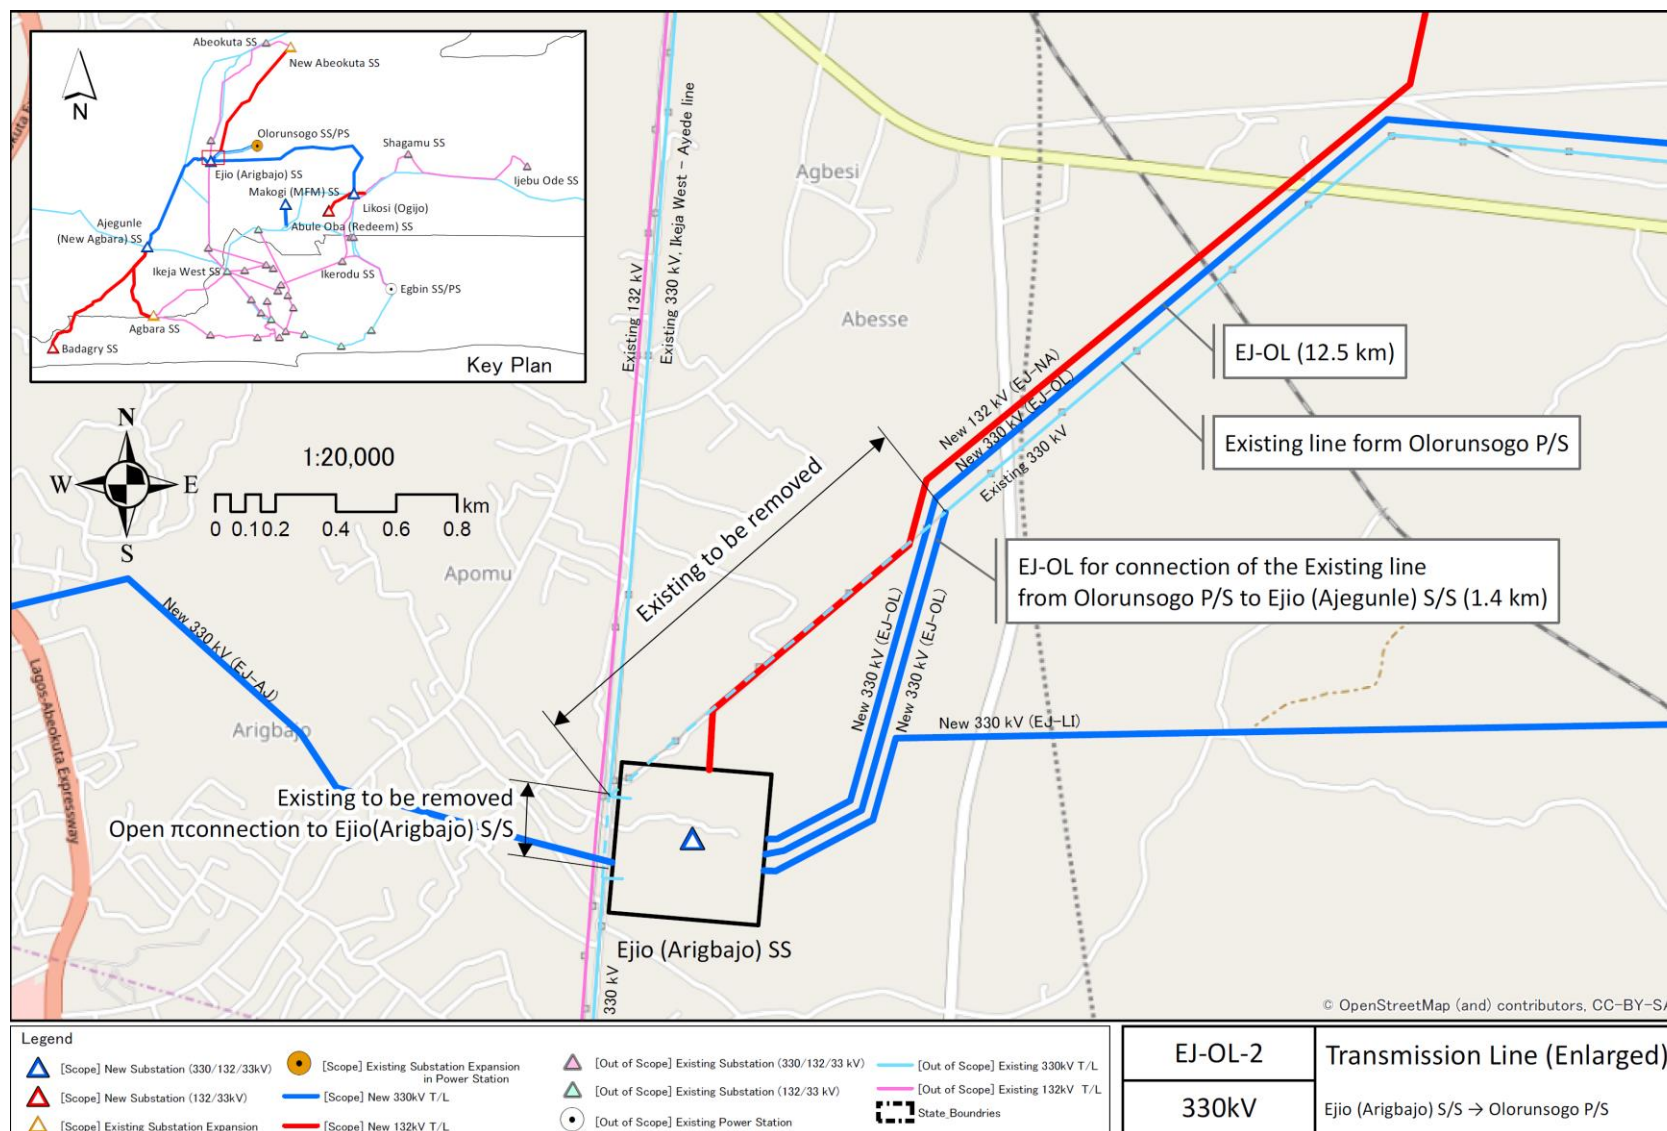 Abeokuta SS
New Abeokuta SS
N
Olorunsogo SS/PS
Shagamu SS
Ejio (Arigbajo) SS
Ijebu Ode SS
Makogi (MFM) SS
Likosi (Ogijo)
Ajegunle
(New Agbara) SS
Abule Oba (Redeem) SS
Ikeja West SS
Ikerodu SS
Egbin SS/PS
Agbara SS
Badagry SS
Key Plan
Agbesi
Abesse
Apomu
Arigbajo
Lagos-Abeokuta Expressway
N
W
E
S
1:20,000
km
0 0.1 0.2 0.4 0.6 0.8
Existing 132 kV
Existing 330 kV, Ikeja West - Ayede line
New 132 kV (EJ-NA)
New 330 kV (EJ-OL)
Existing 330 kV
EJ-OL (12.5 km)
Existing line form Olorunsogo P/S
Existing to be removed
EJ-OL for connection of the Existing line
from Olorunsogo P/S to Ejio (Ajegunle) S/S (1.4 km)
New 330 kV (EJ-OL)
New 330 kV (EJ-OL)
New 330 kV (EJ-AJ)
New 330 kV (EJ-LI)
Existing to be removed
Open πconnection to Ejio(Arigbajo) S/S
Ejio (Arigbajo) SS
330 kV
© OpenStreetMap (and) contributors, CC-BY-SA
Legend
[Scope] New Substation (330/132/33kV)
[Scope] New Substation (132/33kV)
[Scope] Existing Substation Expansion
[Scope] Existing Substation Expansion
in Power Station
[Scope] New 330kV T/L
[Scope] New 132kV T/L
[Out of Scope] Existing Substation (330/132/33 kV)
[Out of Scope] Existing Substation (132/33 kV)
[Out of Scope] Existing Power Station
[Out of Scope] Existing 330kV T/L
[Out of Scope] Existing 132kV T/L
State_Boundries
EJ-OL-2
330kV
Transmission Line (Enlarged)
Ejio (Arigbajo) S/S → Olorunsogo P/S